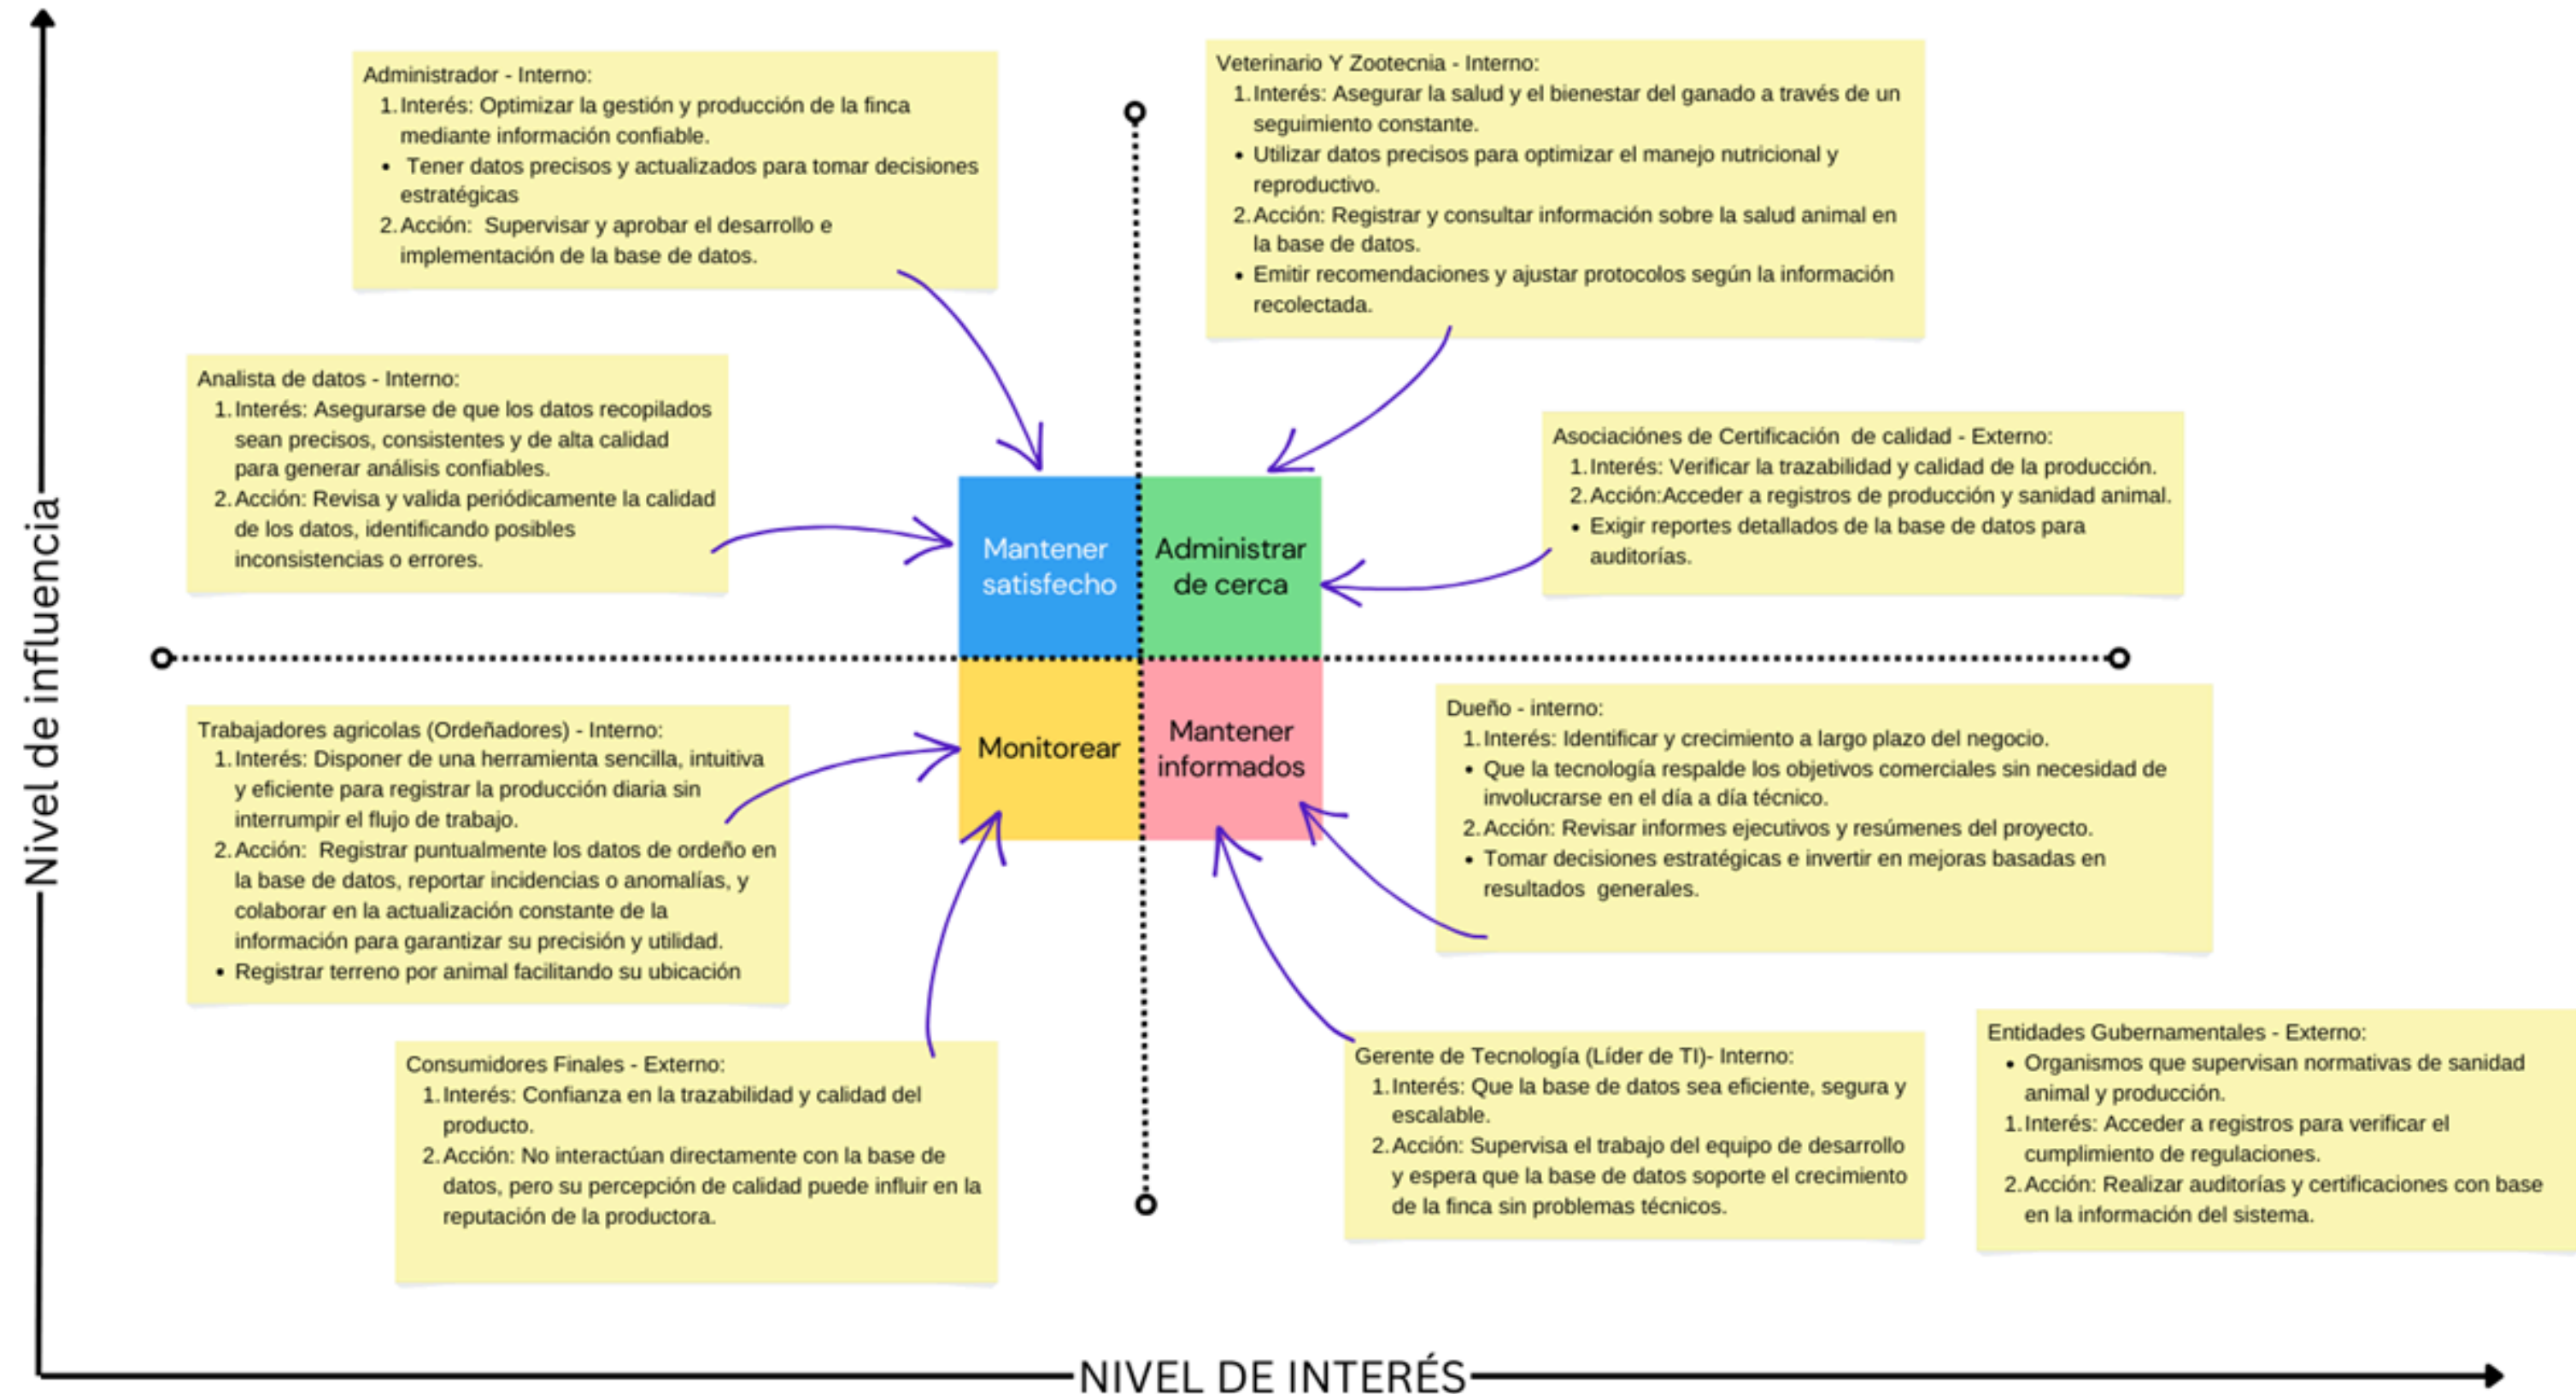 Administrador - Interno:
1. Interés: Optimizar la gestión y producción de la finca
mediante información confiable.
• Tener datos precisos y actualizados para tomar decisiones
estratégicas
2. Acción: Supervisar y aprobar el desarrollo e
implementación de la base de datos.
Veterinario Y Zootecnia - Interno:
1. Interés: Asegurar la salud y el bienestar del ganado a través de un
seguimiento constante.
• Utilizar datos precisos para optimizar el manejo nutricional y
reproductivo.
2. Acción: Registrar y consultar información sobre la salud animal en
la base de datos.
• Emitir recomendaciones y ajustar protocolos según la información
recolectada.
Analista de datos - Interno:
1. Interés: Asegurarse de que los datos recopilados
sean precisos, consistentes y de alta calidad
para generar análisis confiables.
2. Acción: Revisa y valida periódicamente la calidad
de los datos, identificando posibles
inconsistencias o errores.
Asociaciónes de Certificación de calidad - Externo:
1. Interés: Verificar la trazabilidad y calidad de la producción.
2. Acción:Acceder a registros de producción y sanidad animal.
• Exigir reportes detallados de la base de datos para
auditorías.
Mantener
satisfecho
Administrar
de cerca
Monitorear
Mantener
informados
Nivel de influencia
Trabajadores agricolas (Ordeñadores) - Interno:
1. Interés: Disponer de una herramienta sencilla, intuitiva
y eficiente para registrar la producción diaria sin
interrumpir el flujo de trabajo.
2. Acción: Registrar puntualmente los datos de ordeño en
la base de datos, reportar incidencias o anomalías, y
colaborar en la actualización constante de la
información para garantizar su precisión y utilidad.
• Registrar terreno por animal facilitando su ubicación
Dueño - interno:
1. Interés: Identificar y crecimiento a largo plazo del negocio.
• Que la tecnología respalde los objetivos comerciales sin necesidad de
involucrarse en el día a día técnico.
2. Acción: Revisar informes ejecutivos y resúmenes del proyecto.
• Tomar decisiones estratégicas e invertir en mejoras basadas en
resultados generales.
Consumidores Finales - Externo:
1. Interés: Confianza en la trazabilidad y calidad del
producto.
2. Acción: No interactúan directamente con la base de
datos, pero su percepción de calidad puede influir en la
reputación de la productora.
Gerente de Tecnología (Líder de TI)- Interno:
1. Interés: Que la base de datos sea eficiente, segura y
escalable.
2. Acción: Supervisa el trabajo del equipo de desarrollo
y espera que la base de datos soporte el crecimiento
de la finca sin problemas técnicos.
Entidades Gubernamentales - Externo:
• Organismos que supervisan normativas de sanidad
animal y producción.
1. Interés: Acceder a registros para verificar el
cumplimiento de regulaciones.
2. Acción: Realizar auditorías y certificaciones con base
en la información del sistema.
NIVEL DE INTERÉS